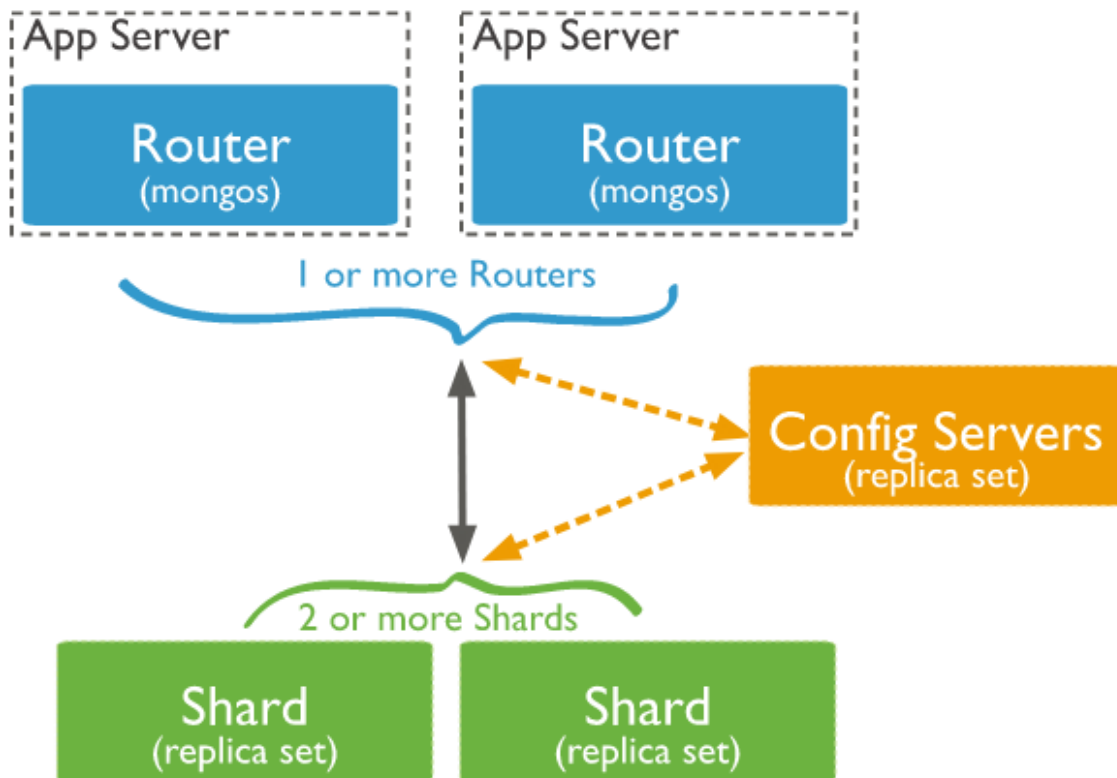 App Server
App Server
Router
(mongos)
Router
(mongos)
1 or more Routers
Config Servers
(replica set)
2 or more Shards
Shard
(replica set)
Shard
(replica set)